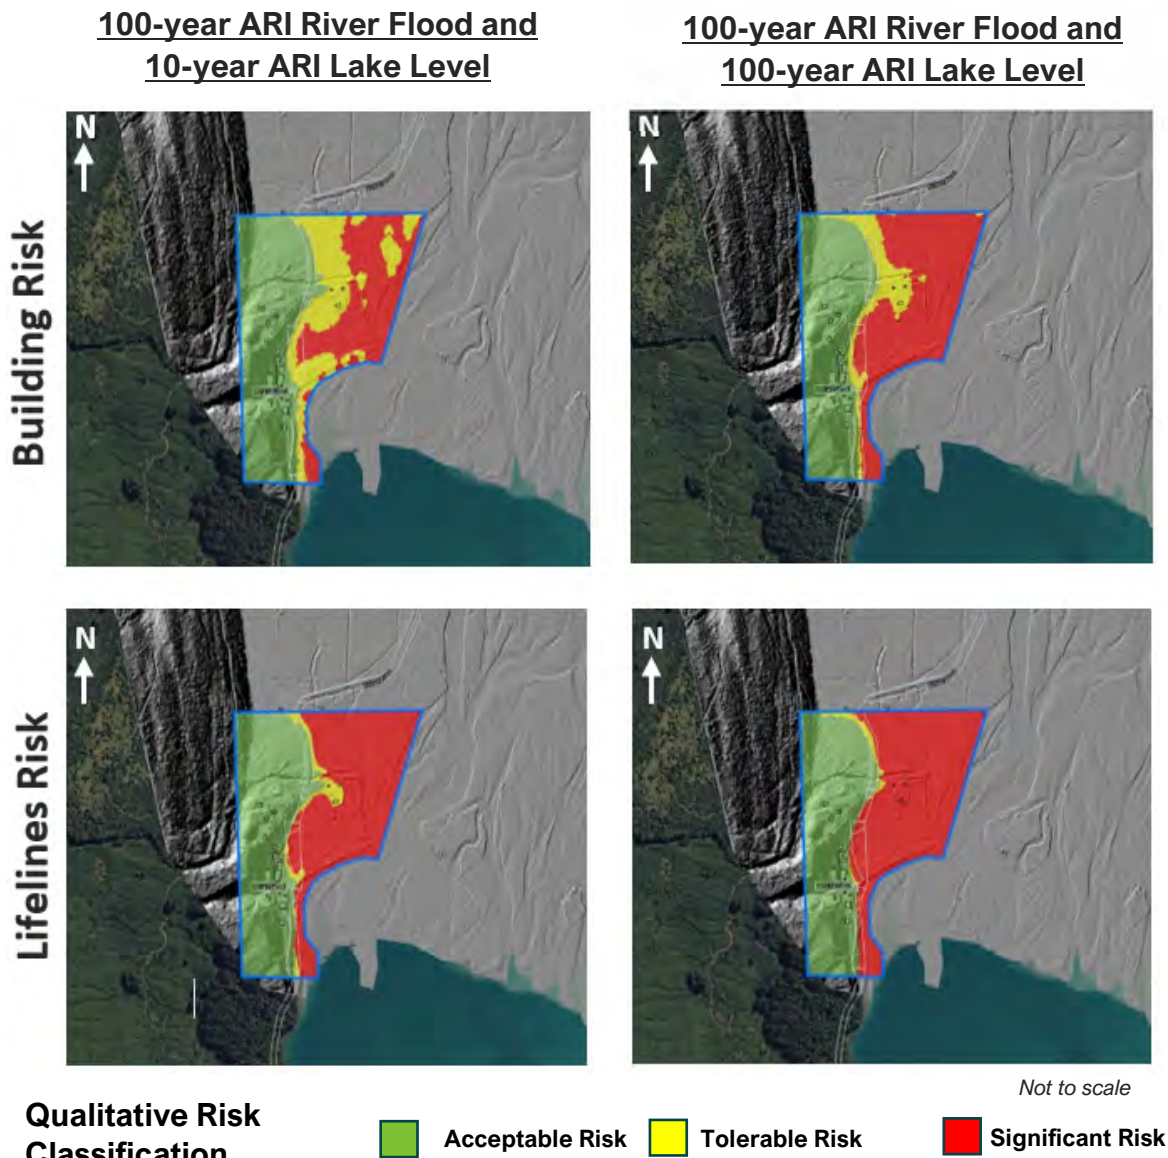 100-year ARI River Flood and
10-year ARI Lake Level
100-year ARI River Flood and
100-year ARI Lake Level
Building Risk
N
N
Lifelines Risk
N
N
Not to scale
Qualitative Risk
Classification
Acceptable Risk
Tolerable Risk
Significant Risk